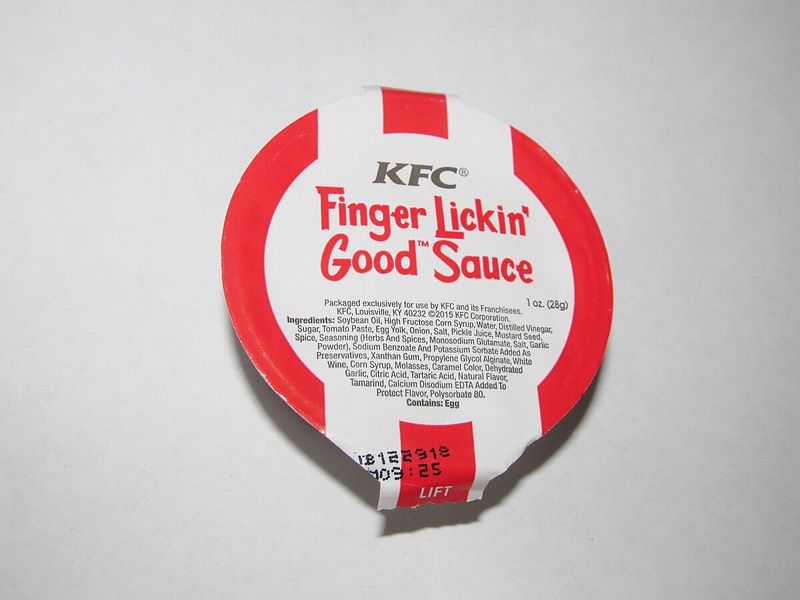 KFC®
Finger Lickin'
Good™ Sauce
1 oz. (28g)
Packaged exclusively for use by KFC and its Franchisees.
KFC, Louisville, KY 40232 ©2015 KFC Corporation.
Ingredients: Soybean Oil, High Fructose Corn Syrup, Water, Distilled Vinegar,
Sugar, Tomato Paste, Egg Yolk, Onion, Salt, Pickle Juice, Mustard Seed,
Spice, Seasoning (Herbs And Spices, Monosodium Glutamate, Salt, Garlic
Powder), Sodium Benzoate And Potassium Sorbate Added As
Preservatives, Xanthan Gum, Propylene Glycol Alginate, White
Wine, Corn Syrup, Molasses, Caramel Color, Dehydrated
Garlic, Citric Acid, Tartaric Acid, Natural Flavor,
Tamarind, Calcium Disodium EDTA Added To
Protect Flavor, Polysorbate 80.
Contains: Egg
122918
09:25
LIFT